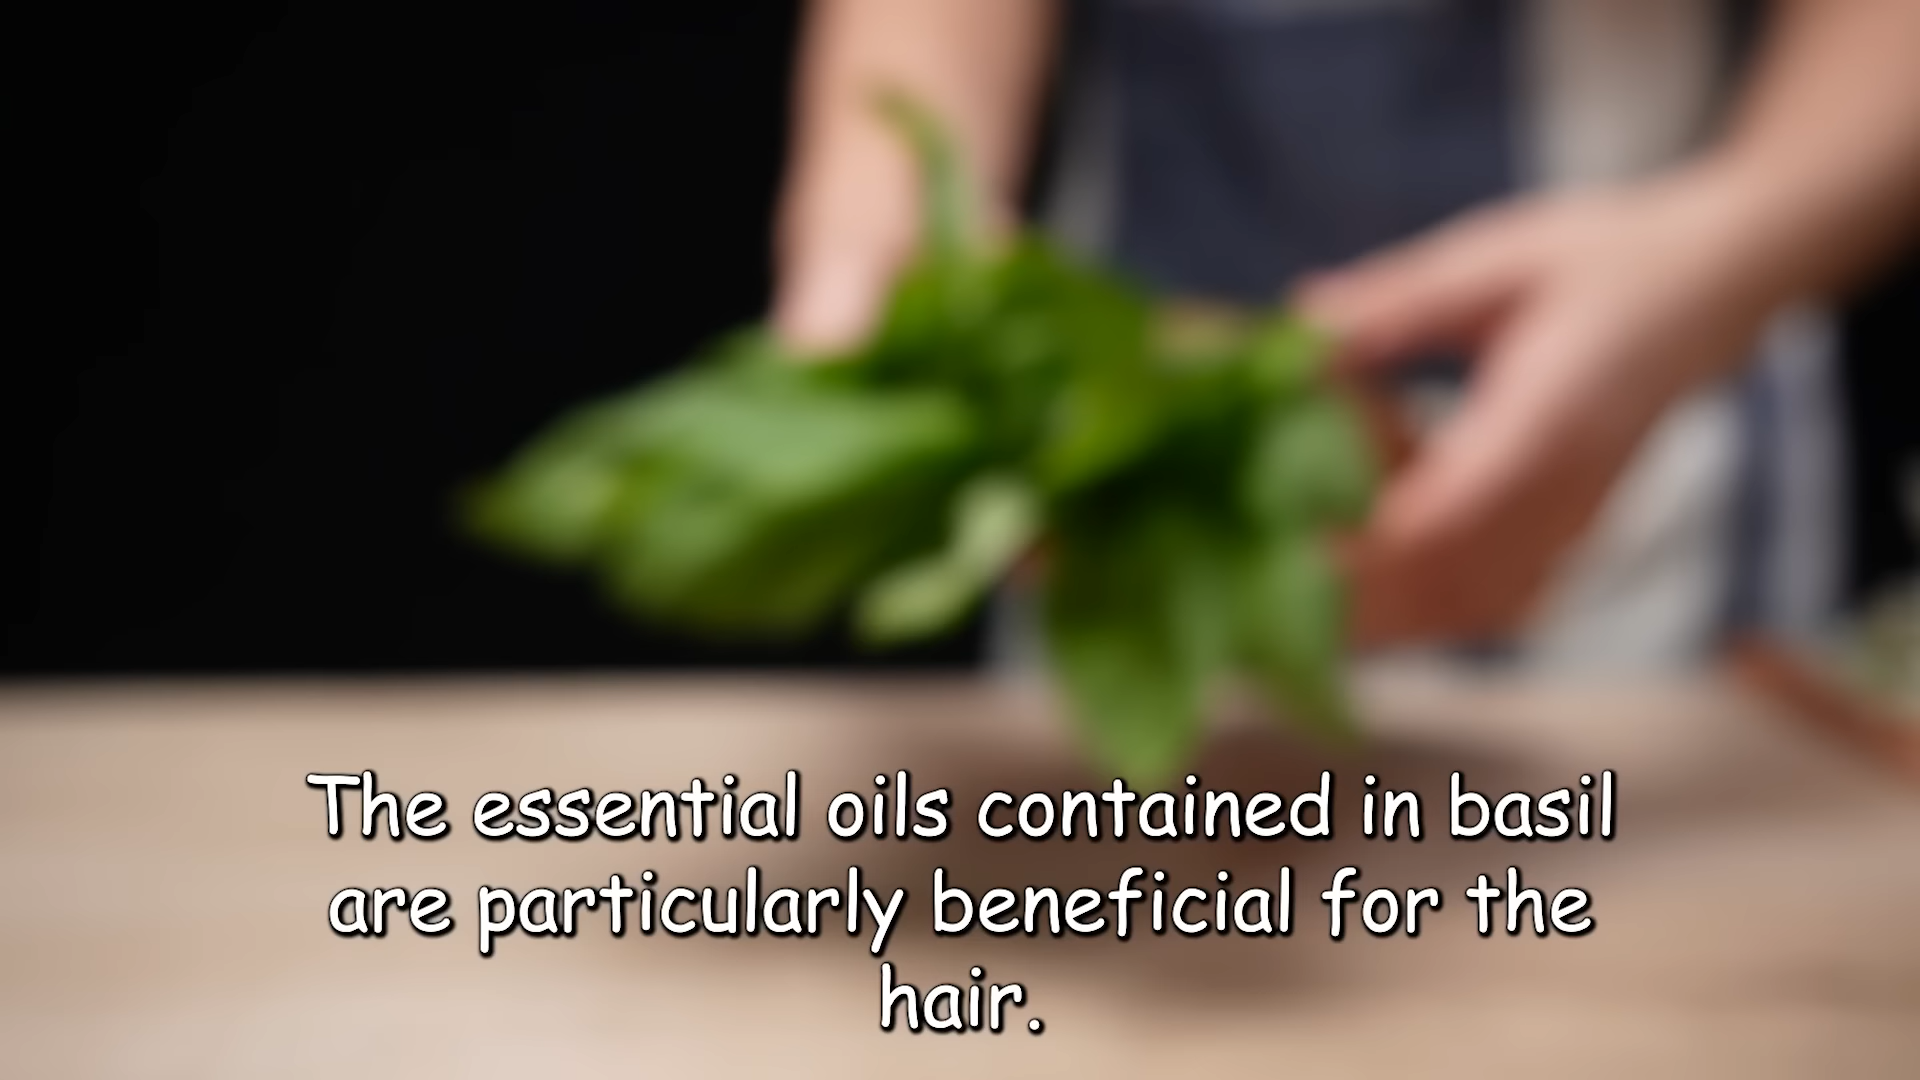 The essential oils contained in basil
are particularly beneficial for the
hair.